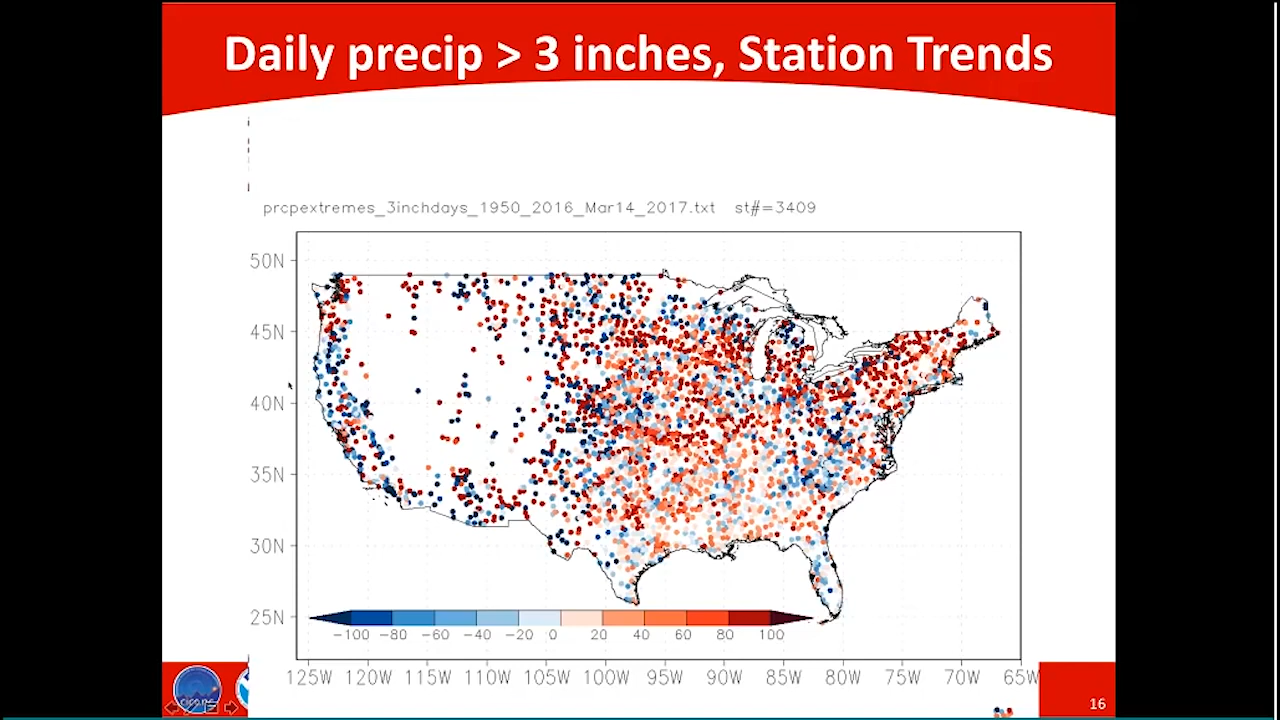 Daily precip > 3 inches, Station Trends
prcpextremes_3inchdays_1950_2016_Mar14_2017.txt st#=3409
50N
45N
40N
35N
30N
25N
-100 -80 -60 -40 -20 0 20 40 60 80 100
125W 120W 115W 110W 105W 100W 95W 90W 85W 80W 75W 70W 65W
16